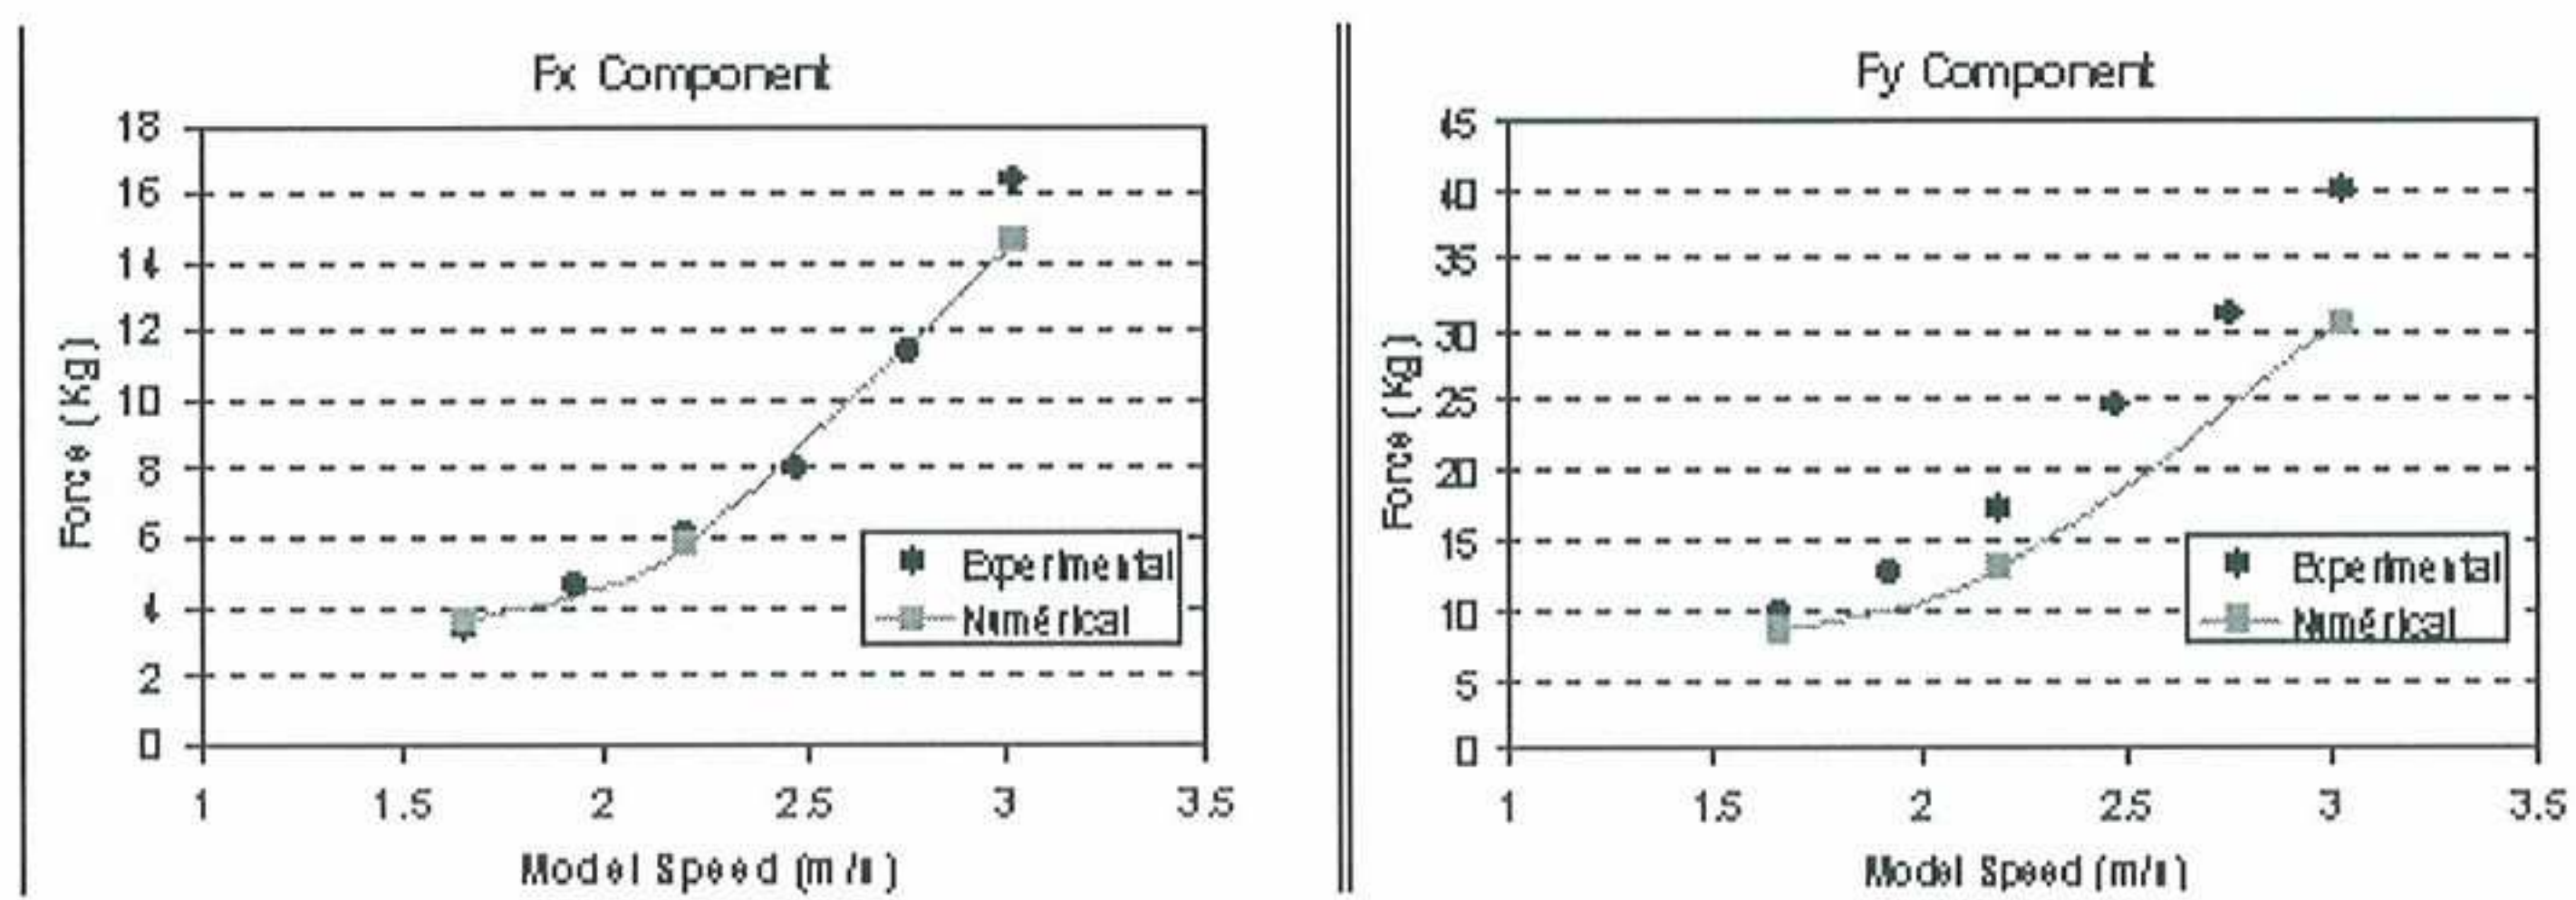 Fx Component
18
16
14
12
10
8
6
4
2
0
Force (Kg)
1 1.5 2 2.5 3 3.5
Model Speed (m/s)
Experimental
Numérical
Fy Component
45
40
35
30
25
20
15
10
5
0
Force (Kg)
1 1.5 2 2.5 3 3.5
Model Speed (m/s)
Experimental
Numérical